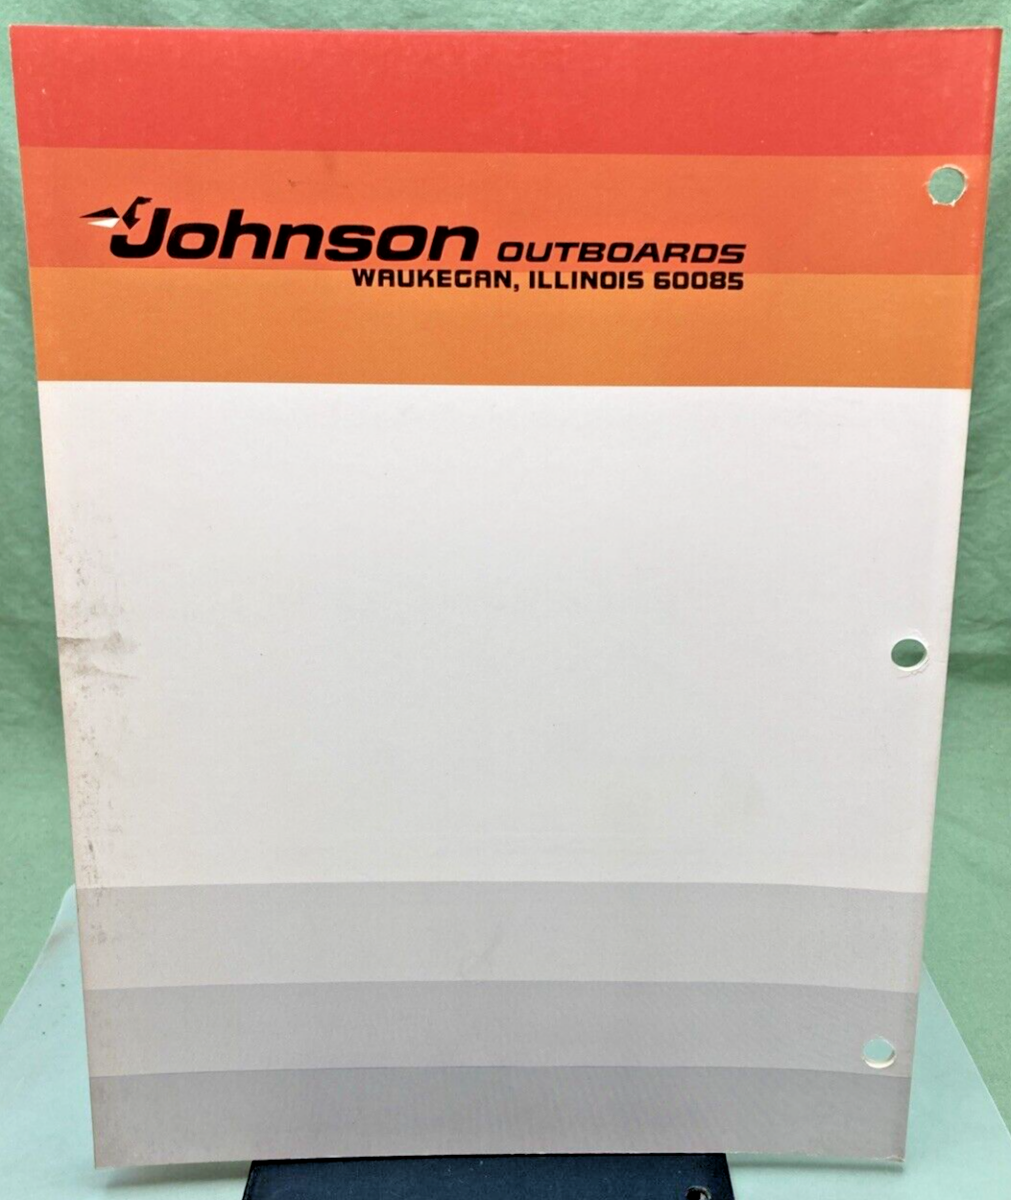 Johnson OUTBOARDS
WAUKEGAN, ILLINOIS 60085